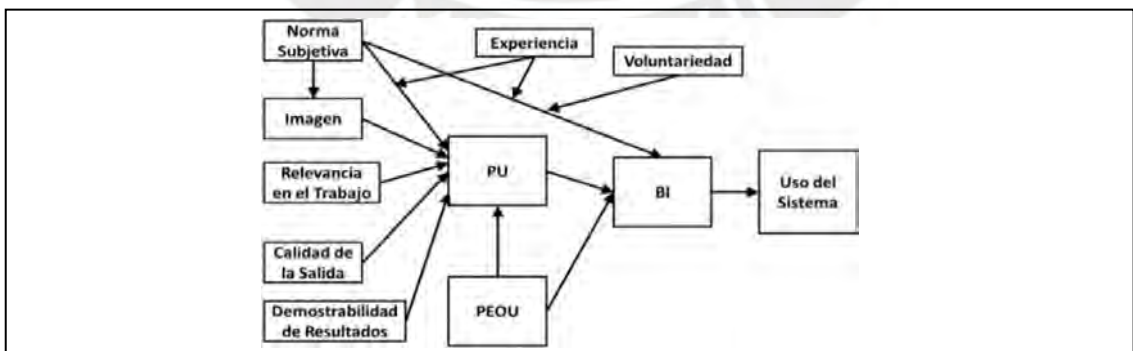 Norma
Subjetiva
Experiencia
Voluntariedad
Imagen
PU
Relevancia
en el Trabajo
BI
Uso del
Sistema
Calidad de
la Salida
PEOU
Demostrabilidad
de Resultados